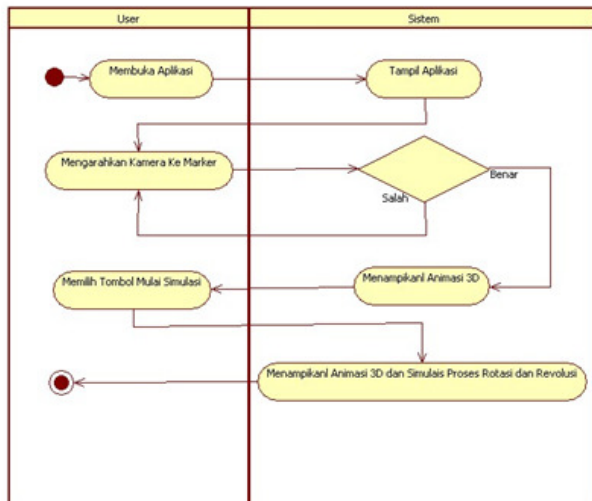 User
Sistem
Membuka Aplikasi
Tampil Aplikasi
Mengarahkan Kamera Ke Marker
Salah
Benar
Memilih Tombol Mulai Simulasi
Menampikanl Animasi 3D
Menampikanl Animasi 3D dan Simulais Proses Rotasi dan Revolusi